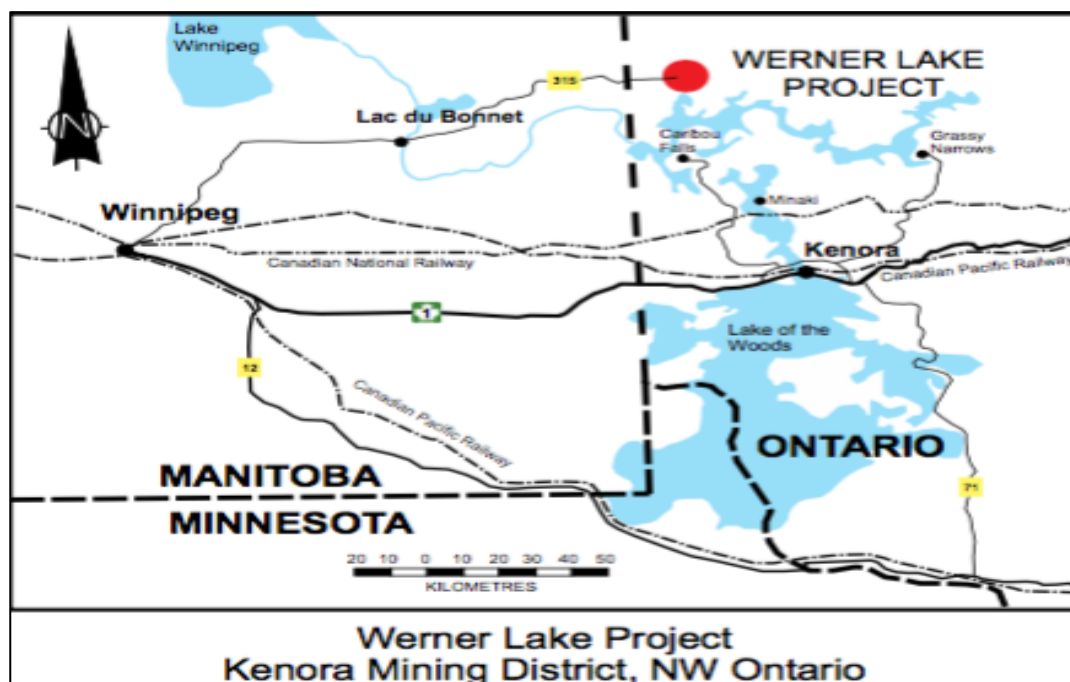 Lake
Winnipeg
WERNER LAKE
PROJECT
315
Lac du Bonnet
Caribou
Falls
Grassy
Narrows
N
Minaki
Winnipeg
Kenora
Canadian National Railway
Canadian Pacific Railway
1
Lake of the
Woods
12
Canadian Pacific Railway
ONTARIO
MANITOBA
71
MINNESOTA
20 10 0 10 20 30 40 50
KILOMETRES
Werner Lake Project
Kenora Mining District, NW Ontario